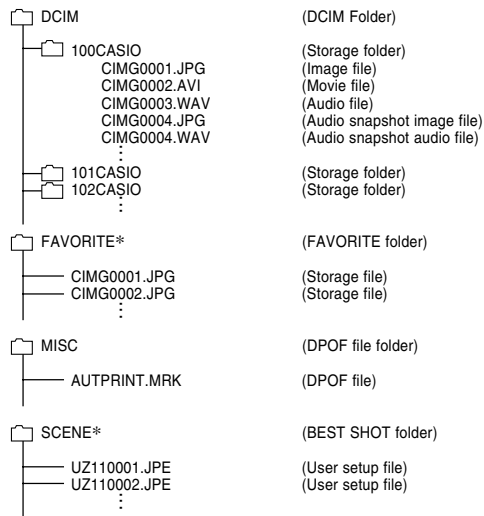 DCIM (DCIM Folder)
100CASIO (Storage folder)
CIMG0001.JPG (Image file)
CIMG0002.AVI (Movie file)
CIMG0003.WAV (Audio file)
CIMG0004.JPG (Audio snapshot image file)
CIMG0004.WAV (Audio snapshot audio file)
101CASIO (Storage folder)
102CASIO (Storage folder)
FAVORITE* (FAVORITE folder)
CIMG0001.JPG (Storage file)
CIMG0002.JPG (Storage file)
MISC (DPOF file folder)
AUTPRINT.MRK (DPOF file)
SCENE* (BEST SHOT folder)
UZ110001.JPE (User setup file)
UZ110002.JPE (User setup file)